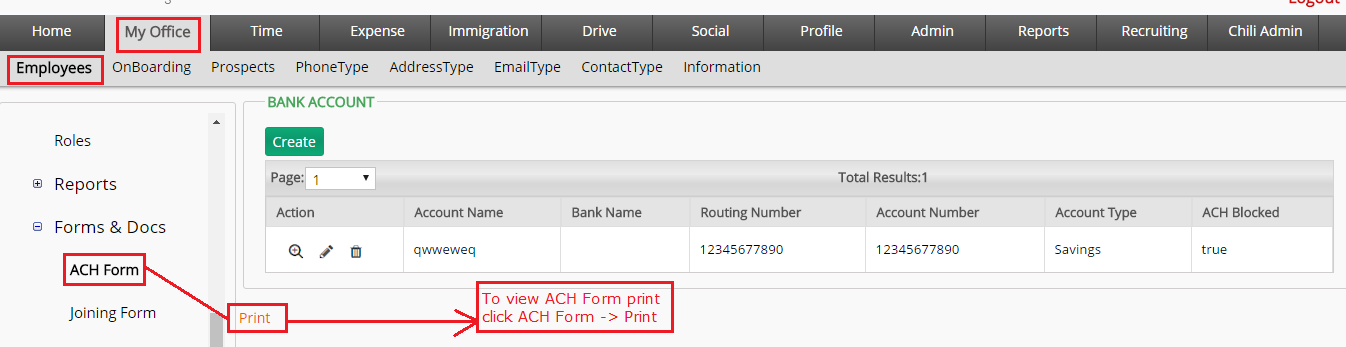 Logout
Home My Office Time Expense Immigration Drive Social Profile Admin Reports Recruiting Chili Admin
Employees OnBoarding Prospects PhoneType AddressType EmailType ContactType Information
BANK ACCOUNT
Roles
Create
Page: 1 Total Results:1
Reports
Action Account Name Bank Name Routing Number Account Number Account Type ACH Blocked
Forms & Docs
qwweweq 12345677890 12345677890 Savings true
ACH Form
Joining Form
Print
To view ACH Form print
click ACH Form -> Print